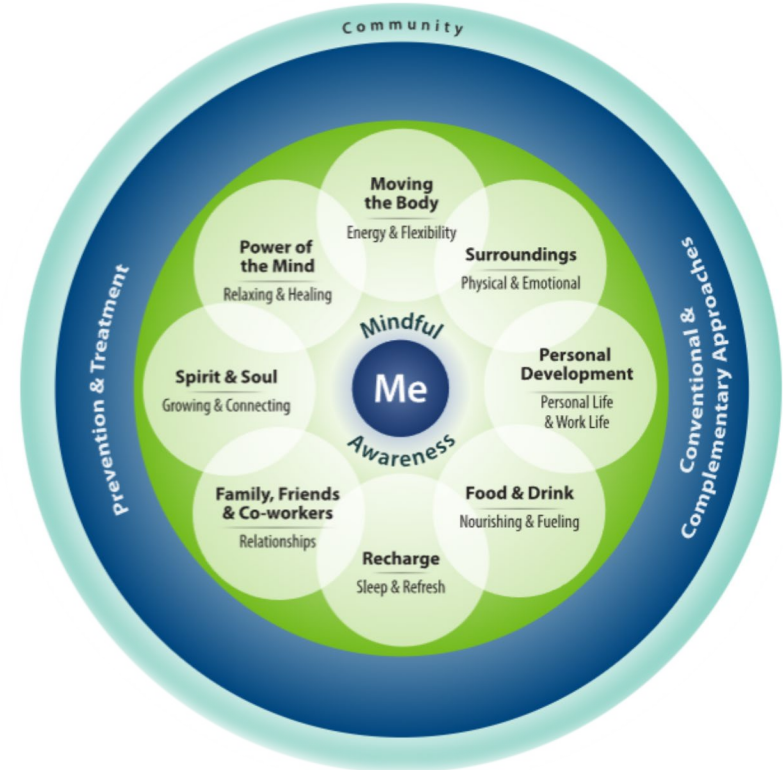 Community
Moving
the Body
Energy & Flexibility
Surroundings
Physical & Emotional
Personal
Development
Personal Life
& Work Life
Food & Drink
Nourishing & Fueling
Recharge
Sleep & Refresh
Family, Friends
& Co-workers
Relationships
Spirit & Soul
Growing & Connecting
Power of
the Mind
Relaxing & Healing
Mindful
Me
Awareness
Prevention & Treatment
Conventional &
Complementary Approaches